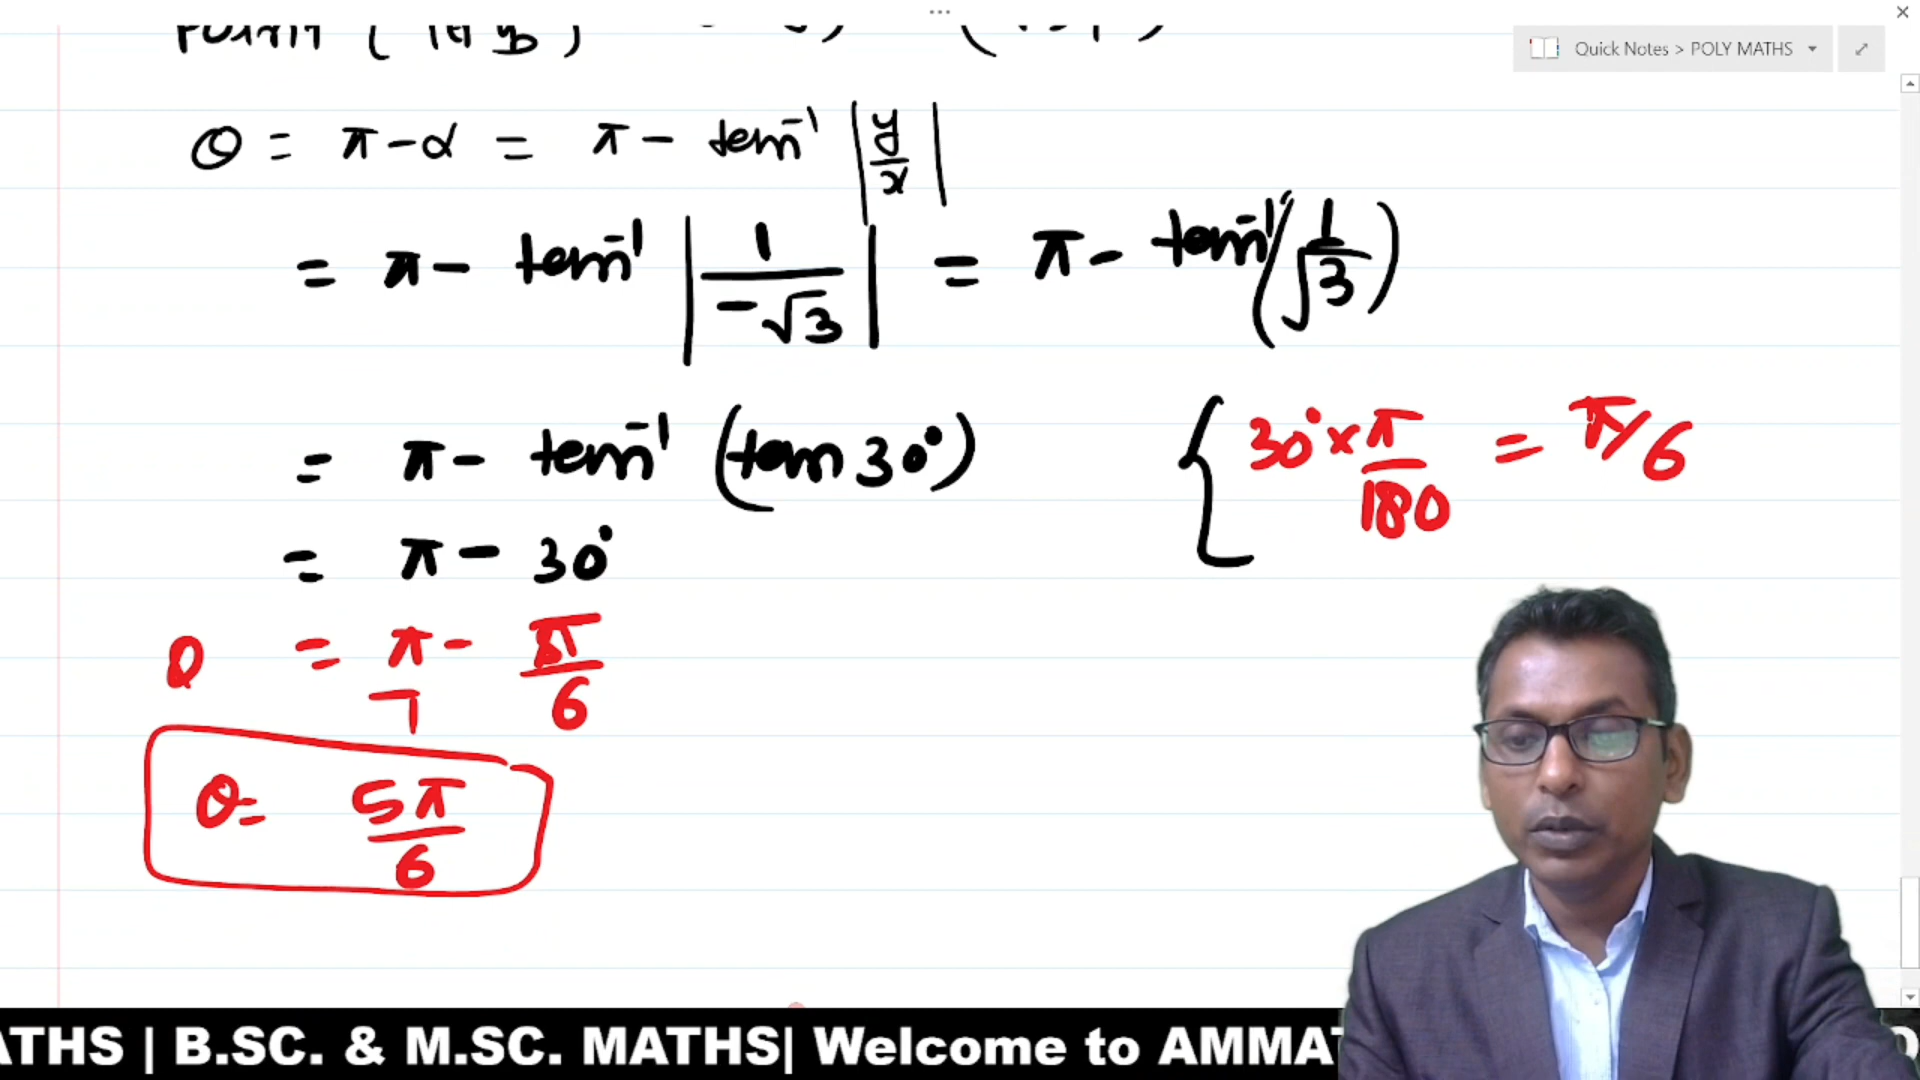 Quick Notes > POLY MATHS
θ = π - α = π - tan⁻¹ |y/x|
= π - tan⁻¹ |1/-√3| = π - tan⁻¹(1/√3)
= π - tan⁻¹ (tan 30°)
{ 30° × π/180 = π/6
= π - 30°
θ = π/1 - π/6
θ = 5π/6
ATHS | B.SC. & M.SC. MATHS| Welcome to AMMAT